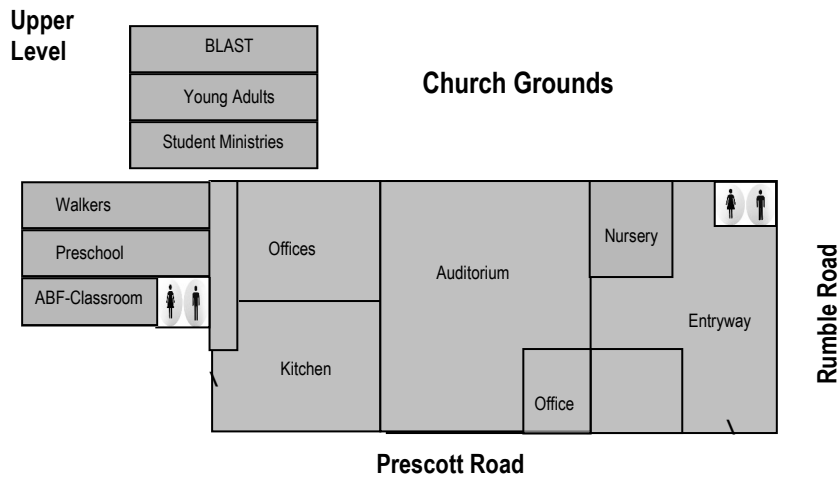 Upper
Level
BLAST
Young Adults
Student Ministries
Church Grounds
Walkers
Preschool
ABF-Classroom
Offices
Kitchen
Auditorium
Office
Nursery
Entryway
Rumble Road
Prescott Road